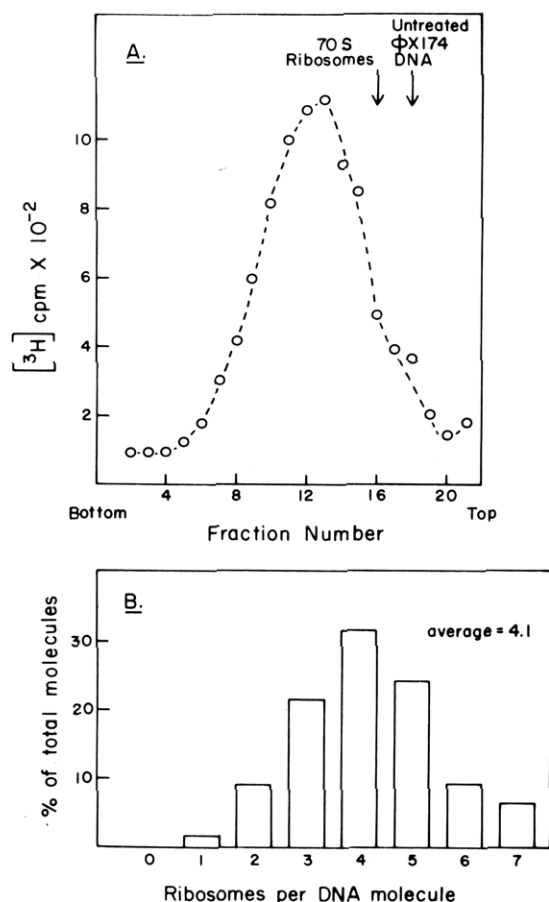 A.
Untreated
70 S ΦX174
Ribosomes DNA
10
8
6
4
2
[³H] cpm X 10⁻²
4 8 12 16 20
Bottom Top
Fraction Number
B.
average = 4.1
30
20
10
% of total molecules
0 1 2 3 4 5 6 7
Ribosomes per DNA molecule